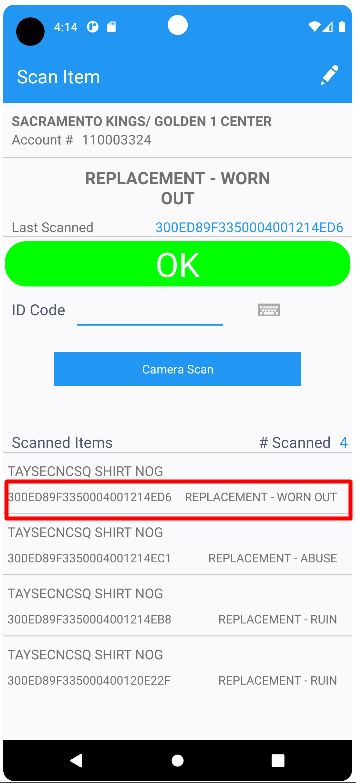 4:14
Scan Item
SACRAMENTO KINGS/ GOLDEN 1 CENTER
Account # 110003324
REPLACEMENT - WORN
OUT
Last Scanned 300ED89F3350004001214ED6
OK
ID Code
Camera Scan
Scanned Items # Scanned 4
TAYSECNCSQ SHIRT NOG
300ED89F3350004001214ED6 REPLACEMENT - WORN OUT
TAYSECNCSQ SHIRT NOG
300ED89F3350004001214EC1 REPLACEMENT - ABUSE
TAYSECNCSQ SHIRT NOG
300ED89F3350004001214EB8 REPLACEMENT - RUIN
TAYSECNCSQ SHIRT NOG
300ED89F335000400120E22F REPLACEMENT - RUIN